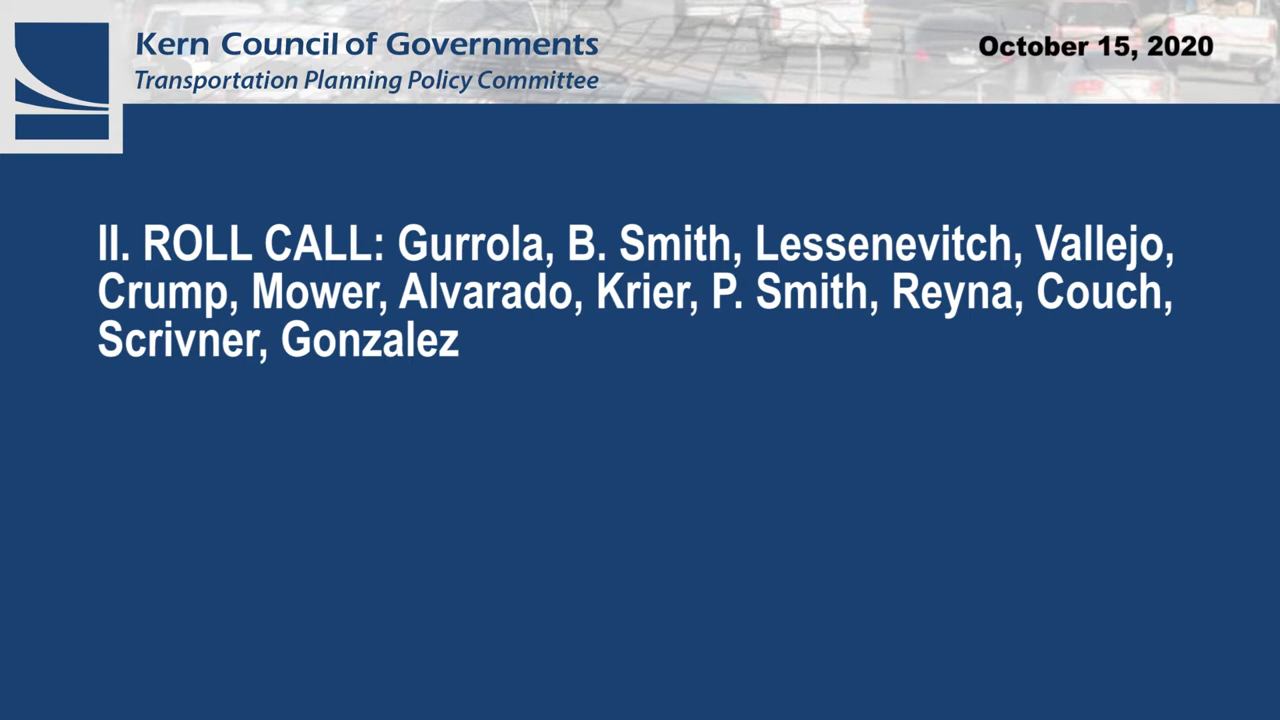 Kern Council of Governments
Transportation Planning Policy Committee
October 15, 2020
II. ROLL CALL: Gurrola, B. Smith, Lessenevitch, Vallejo,
Crump, Mower, Alvarado, Krier, P. Smith, Reyna, Couch,
Scrivner, Gonzalez